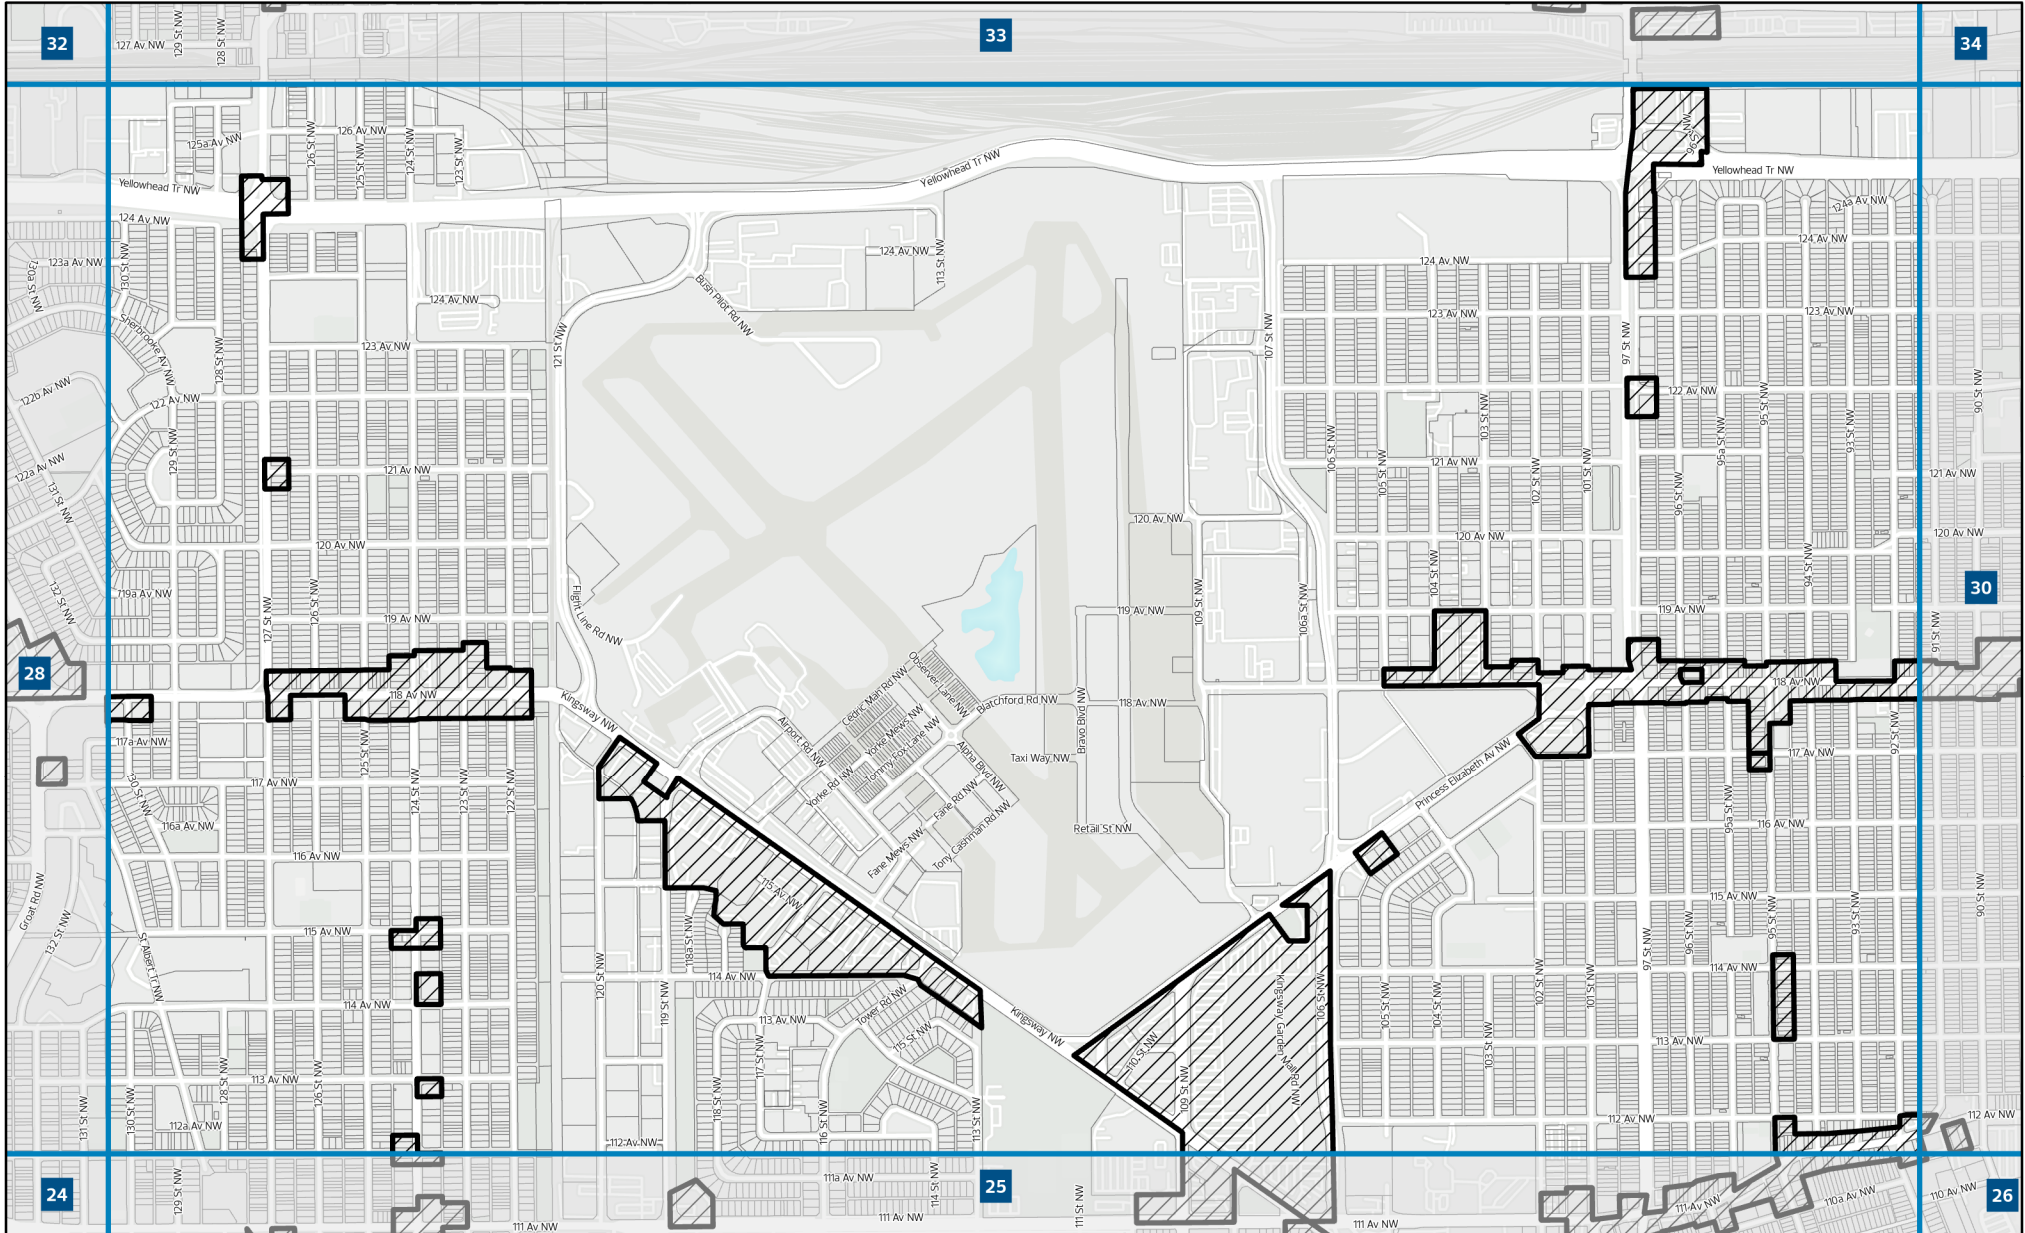 32
33
34
127 Av NW
129 St NW
128 St NW
126 Av NW
125a Av NW
126 St NW
125 St NW
124 St NW
123 St NW
96 St NW
Yellowhead Tr NW
Yellowhead Tr NW
Yellowhead Tr NW
124 Av NW
124a Av NW
124 Av NW
123a Av NW
130 St NW
130a St NW
124 Av NW
113 St NW
124 Av NW
124 Av NW
Bush Pilot Rd NW
123 Av NW
123 Av NW
Sherbrooke Av NW
128 St NW
123 Av NW
121 St NW
107 St NW
97 St NW
122b Av NW
122 Av NW
122 Av NW
95 St NW
90 St NW
103 St NW
129 St NW
122a Av NW
131 St NW
121 Av NW
106 St NW
105 St NW
121 Av NW
102 St NW
101 St NW
96 St NW
95a St NW
93 St NW
121 Av NW
120 Av NW
120 Av NW
120 Av NW
120 Av NW
132 St NW
119a Av NW
127 St NW
126 St NW
119 Av NW
Flight Line Rd NW
119 Av NW
109 St NW
106a St NW
104 St NW
94 St NW
119 Av NW
91 St NW
30
28
118 Av NW
Kingsway NW
Observer Lane NW
Cedric Mah Rd NW
Blatchford Rd NW
118 Av NW
118 Av NW
Bravo Blvd NW
117a Av NW
125 St NW
Airport Rd NW
Yorke Mews NW
Tommy Fox Lane NW
Alpha Blvd NW
Taxi Way NW
Princess Elizabeth Av NW
117 Av NW
92 St NW
130 St NW
117 Av NW
124 St NW
123 St NW
122 St NW
Yorke Rd NW
Fane Rd NW
Tony Cashman Rd NW
Fane Mews NW
Retail St NW
95a St NW
116 Av NW
116a Av NW
116 Av NW
Groat Rd NW
132 St NW
115 Av NW
115 Av NW
115 Av NW
95 St NW
93 St NW
90 St NW
96 St NW
97 St NW
St Albert Tr NW
118a St NW
120 St NW
119 St NW
114 Av NW
114 Av NW
114 Av NW
Kingsway Garden Mall Rd NW
106 St NW
105 St NW
104 St NW
102 St NW
101 St NW
Tower Rd NW
113 Av NW
115 St NW
Kingsway NW
110 St NW
103 St NW
113 Av NW
113 Av NW
128 St NW
126 St NW
117 St NW
118 St NW
116 St NW
113 St NW
109 St NW
131 St NW
130 St NW
112a Av NW
112 Av NW
112 Av NW
112 Av NW
24
129 St NW
25
111a Av NW
114 St NW
111 St NW
111 Av NW
111 Av NW
111 Av NW
111 Av NW
110a Av NW
110 Av NW
26